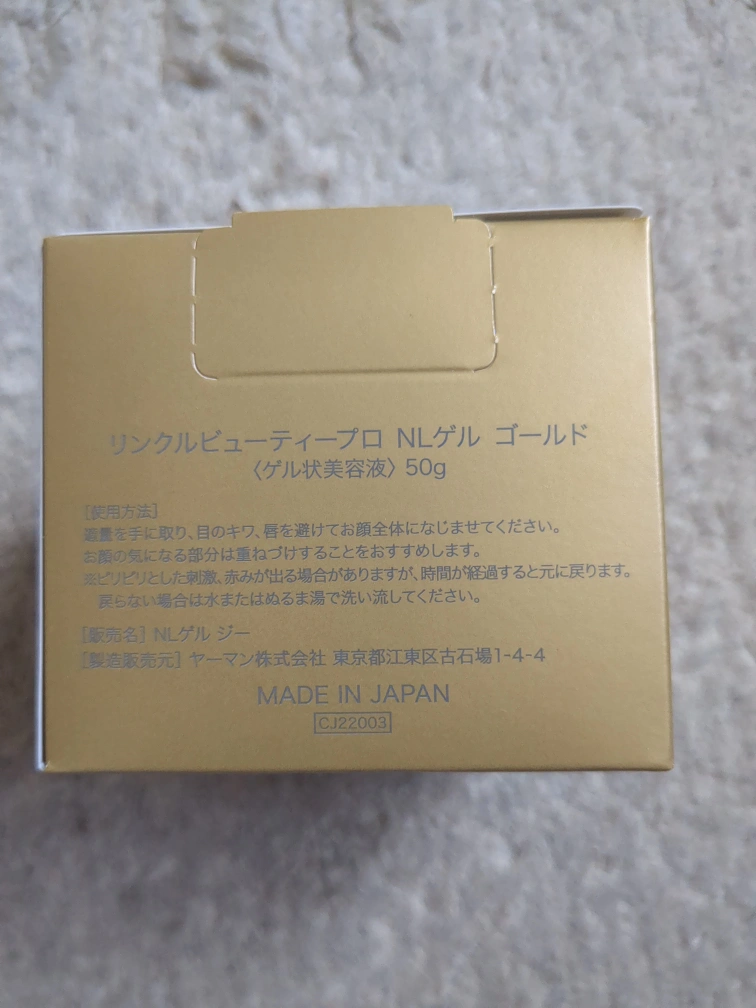 リンクルビューティープロ NLゲル ゴールド
〈ゲル状美容液〉50g
[使用方法]
適量を手に取り、目のキワ、唇を避けてお顔全体になじませてください。
お顔の気になる部分は重ねづけすることをおすすめします。
※ピリピリとした刺激、赤みが出る場合がありますが、時間が経過すると元に戻ります。
戻らない場合は水またはぬるま湯で洗い流してください。
[販売名] NLゲル ジー
[製造販売元] ヤーマン株式会社 東京都江東区古石場1-4-4
MADE IN JAPAN
CJ22003